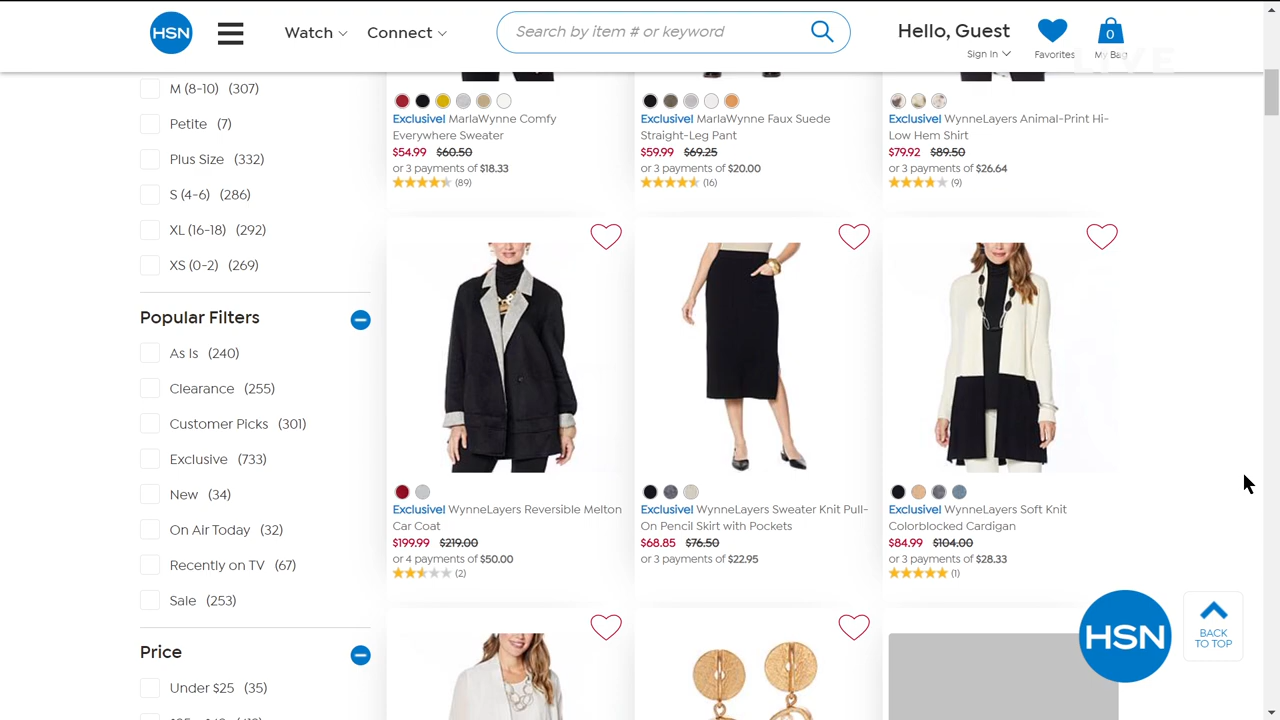 HSN
Watch
Connect
Search by item # or keyword
Hello, Guest
Sign In
Favorites
0
My Bag
LIVE
M (8-10) (307)
Petite (7)
Plus Size (332)
S (4-6) (286)
XL (16-18) (292)
XS (0-2) (269)
Popular Filters
As Is (240)
Clearance (255)
Customer Picks (301)
Exclusive (733)
New (34)
On Air Today (32)
Recently on TV (67)
Sale (253)
Price
Under $25 (35)
Exclusive! MarlaWynne Comfy
Everywhere Sweater
$54.99 $60.50
or 3 payments of $18.33
(89)
Exclusive! MarlaWynne Faux Suede
Straight-Leg Pant
$59.99 $69.25
or 3 payments of $20.00
(16)
Exclusive! WynneLayers Animal-Print Hi-
Low Hem Shirt
$79.92 $89.50
or 3 payments of $26.64
(9)
Exclusive! WynneLayers Reversible Melton
Car Coat
$199.99 $219.00
or 4 payments of $50.00
(2)
Exclusive! WynneLayers Sweater Knit Pull-
On Pencil Skirt with Pockets
$68.85 $76.50
or 3 payments of $22.95
Exclusive! WynneLayers Soft Knit
Colorblocked Cardigan
$84.99 $104.00
or 3 payments of $28.33
(1)
HSN
BACK
TO TOP